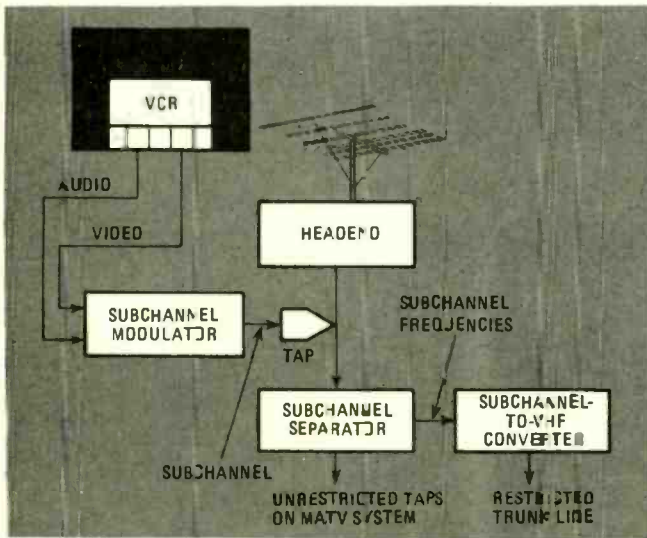 VCR
AUDIO
VIDEO
HEADEND
SUBCHANNEL
MODULATOR
TAP
SUBCHANNEL
FREQUENCIES
SUBCHANNEL
SEPARATOR
SUBCHANNEL-
TO-VHF
CONVERTER
SUBCHANNEL
UNRESTRICTED TAPS
ON MATV SYSTEM
RESTRICTED
TRUNK LINE